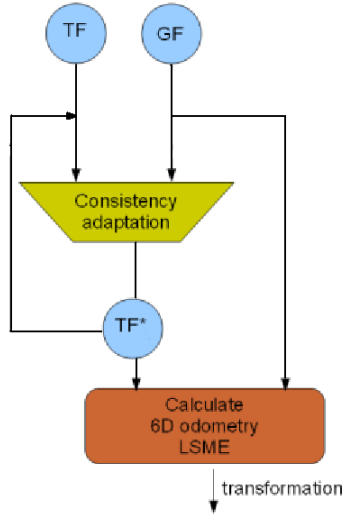 TF
GF
Consistency
adaptation
TF*
Calculate
6D odometry
LSME
transformation